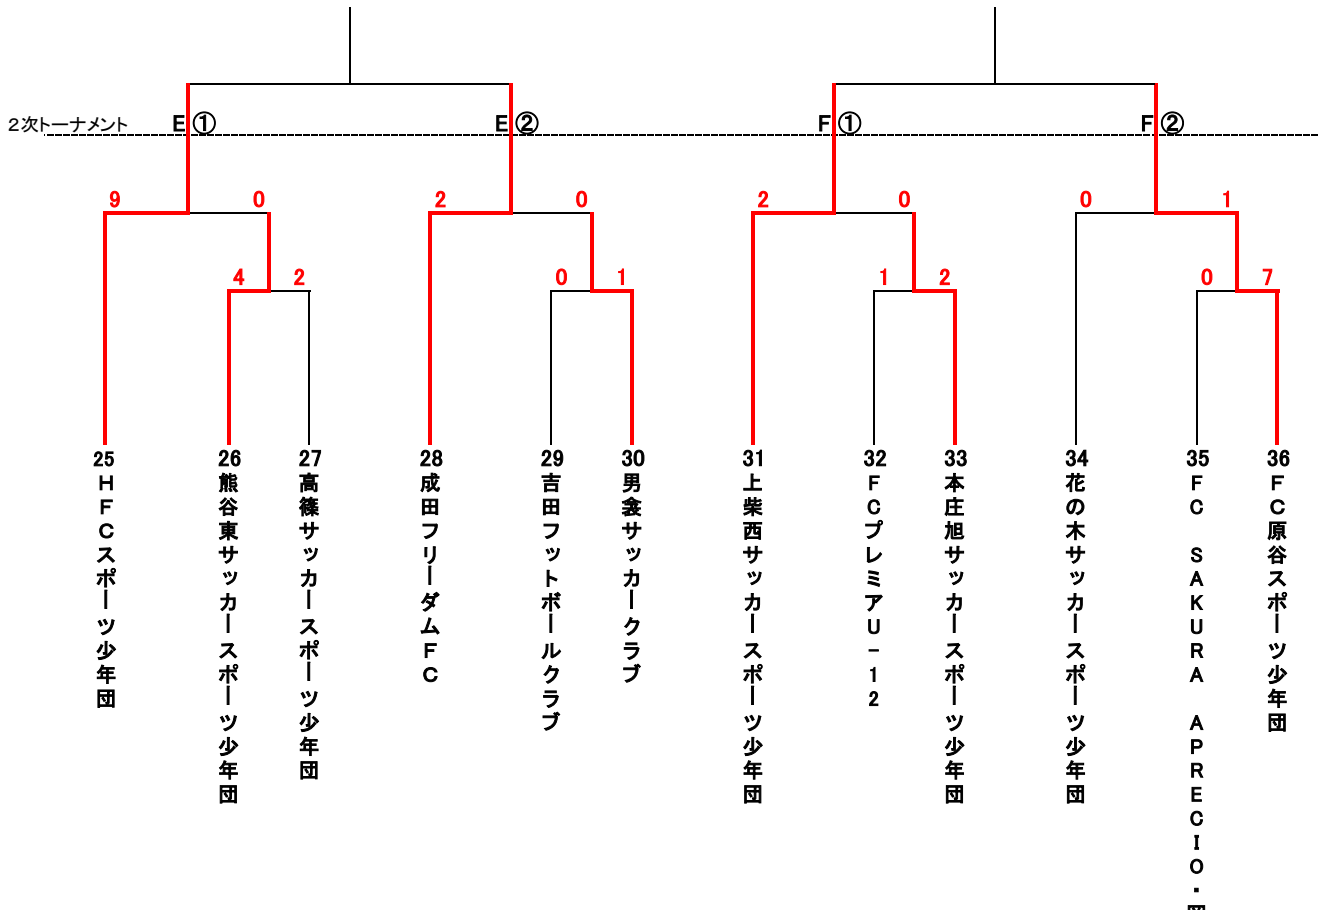 2次トーナメント
E①
E②
F①
F②
9
0
2
0
2
0
0
1
4
2
0
1
1
2
0
7
25
HFCスポーツ少年団
26
熊谷東サッカースポーツ少年団
27
高篠サッカースポーツ少年団
28
成田フリーダムFC
29
吉田フットボールクラブ
30
男衾サッカークラブ
31
上柴西サッカースポーツ少年団
32
FCプレミアU-12
33
本庄旭サッカースポーツ少年団
34
花の木サッカースポーツ少年団
35
FC SAKURA APRECIO・
36
FC原谷スポーツ少年団